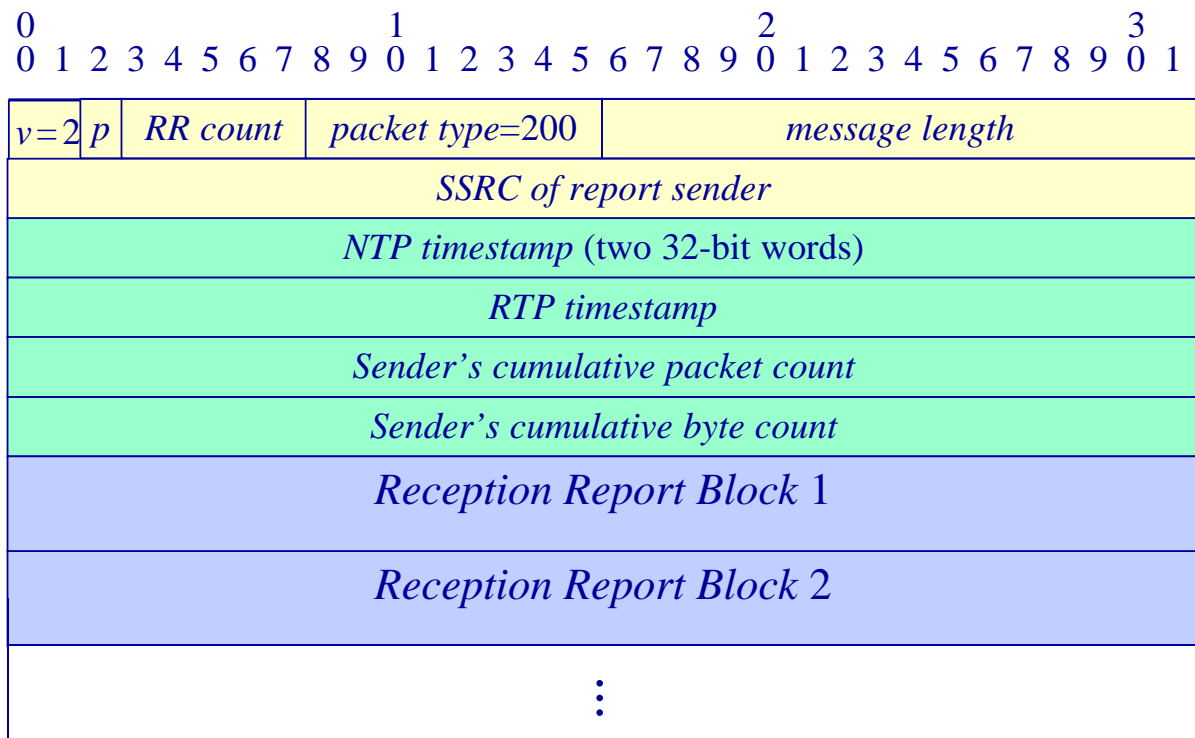 0 1 2 3
0 1 2 3 4 5 6 7 8 9 0 1 2 3 4 5 6 7 8 9 0 1 2 3 4 5 6 7 8 9 0 1
v=2 p RR count packet type=200 message length
SSRC of report sender
NTP timestamp (two 32-bit words)
RTP timestamp
Sender’s cumulative packet count
Sender’s cumulative byte count
Reception Report Block 1
Reception Report Block 2
⋮